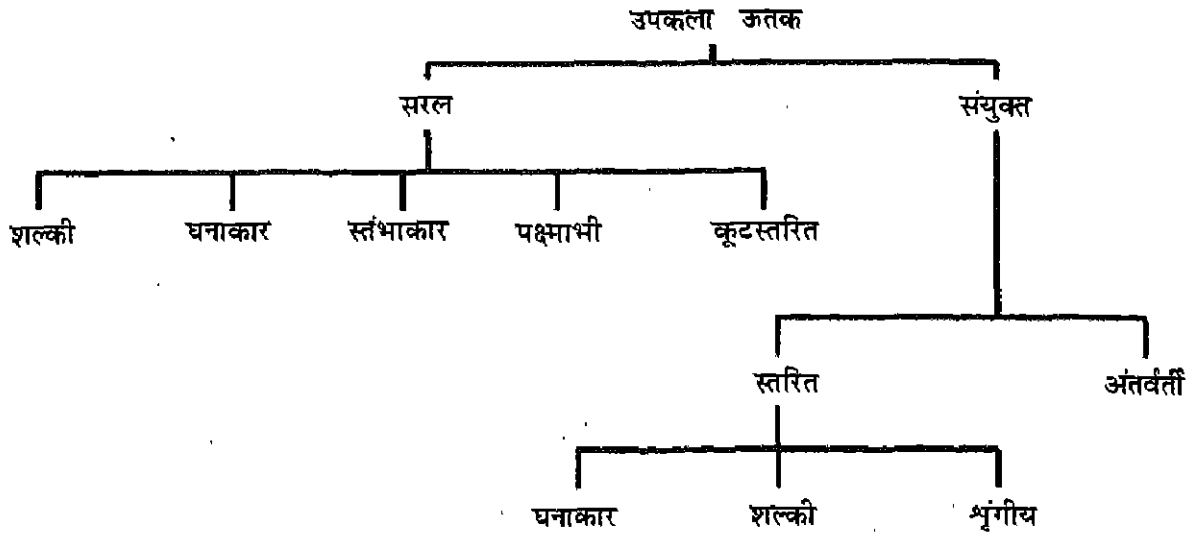 उपकला ऊतक
सरल संयुक्त
शल्की घनाकार स्तंभाकार पक्ष्माभी कूटस्तरित
स्तरित अंतर्वर्ती
घनाकार शल्की शृंगीय